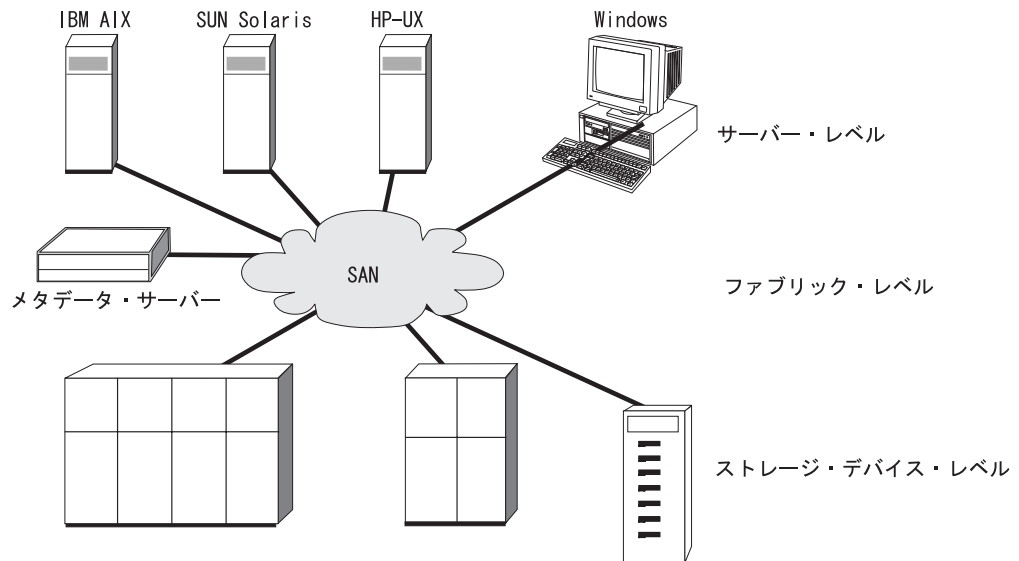 IBM AIX
SUN Solaris
HP-UX
Windows
サーバー・レベル
SAN
メタデータ・サーバー
ファブリック・レベル
ストレージ・デバイス・レベル